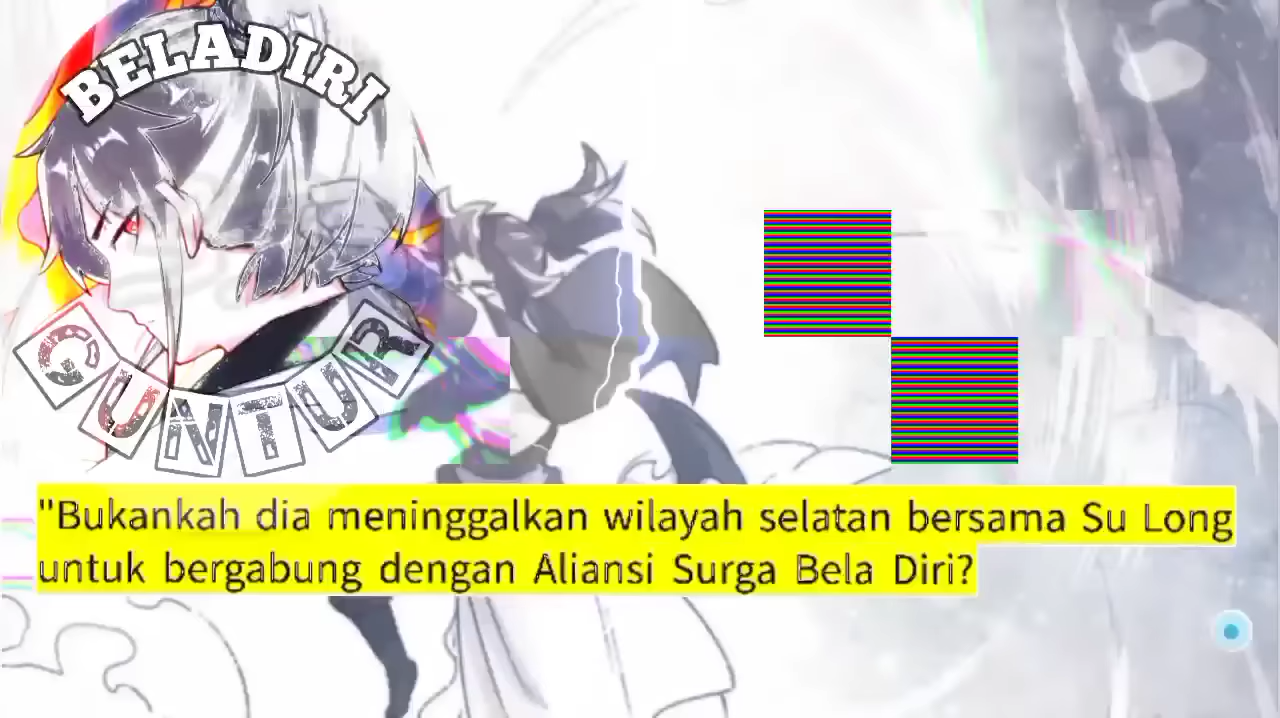 BELADIRI
GUNTUR
"Bukankah dia meninggalkan wilayah selatan bersama Su Long
untuk bergabung dengan Aliansi Surga Bela Diri?